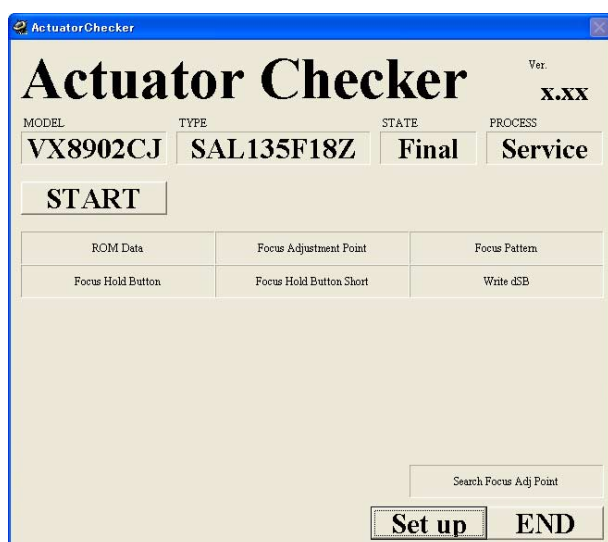 ActuatorChecker
Actuator Checker
Ver.
x.xx
MODEL TYPE STATE PROCESS
VX8902CJ SAL135F18Z Final Service
START
ROM Data Focus Adjustment Point Focus Pattern
Focus Hold Button Focus Hold Button Short Write dSB
Search Focus Adj Point
Set up END